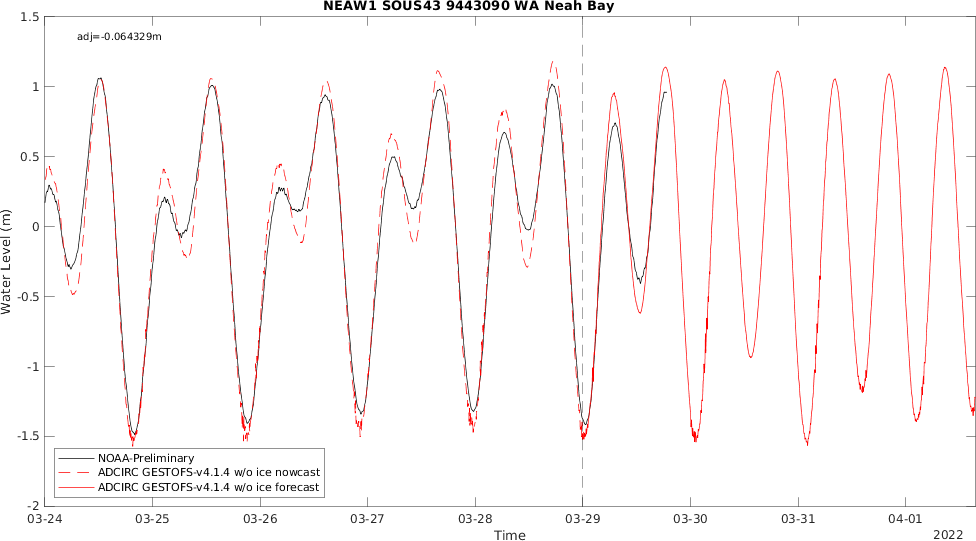 NEAW1 SOUS43 9443090 WA Neah Bay
adj=-0.064329m
1.5
1
0.5
0
-0.5
-1
-1.5
-2
Water Level (m)
NOAA-Preliminary
ADCIRC GESTOFS-v4.1.4 w/o ice nowcast
ADCIRC GESTOFS-v4.1.4 w/o ice forecast
03-24 03-25 03-26 03-27 03-28 03-29 03-30 03-31 04-01
Time
2022